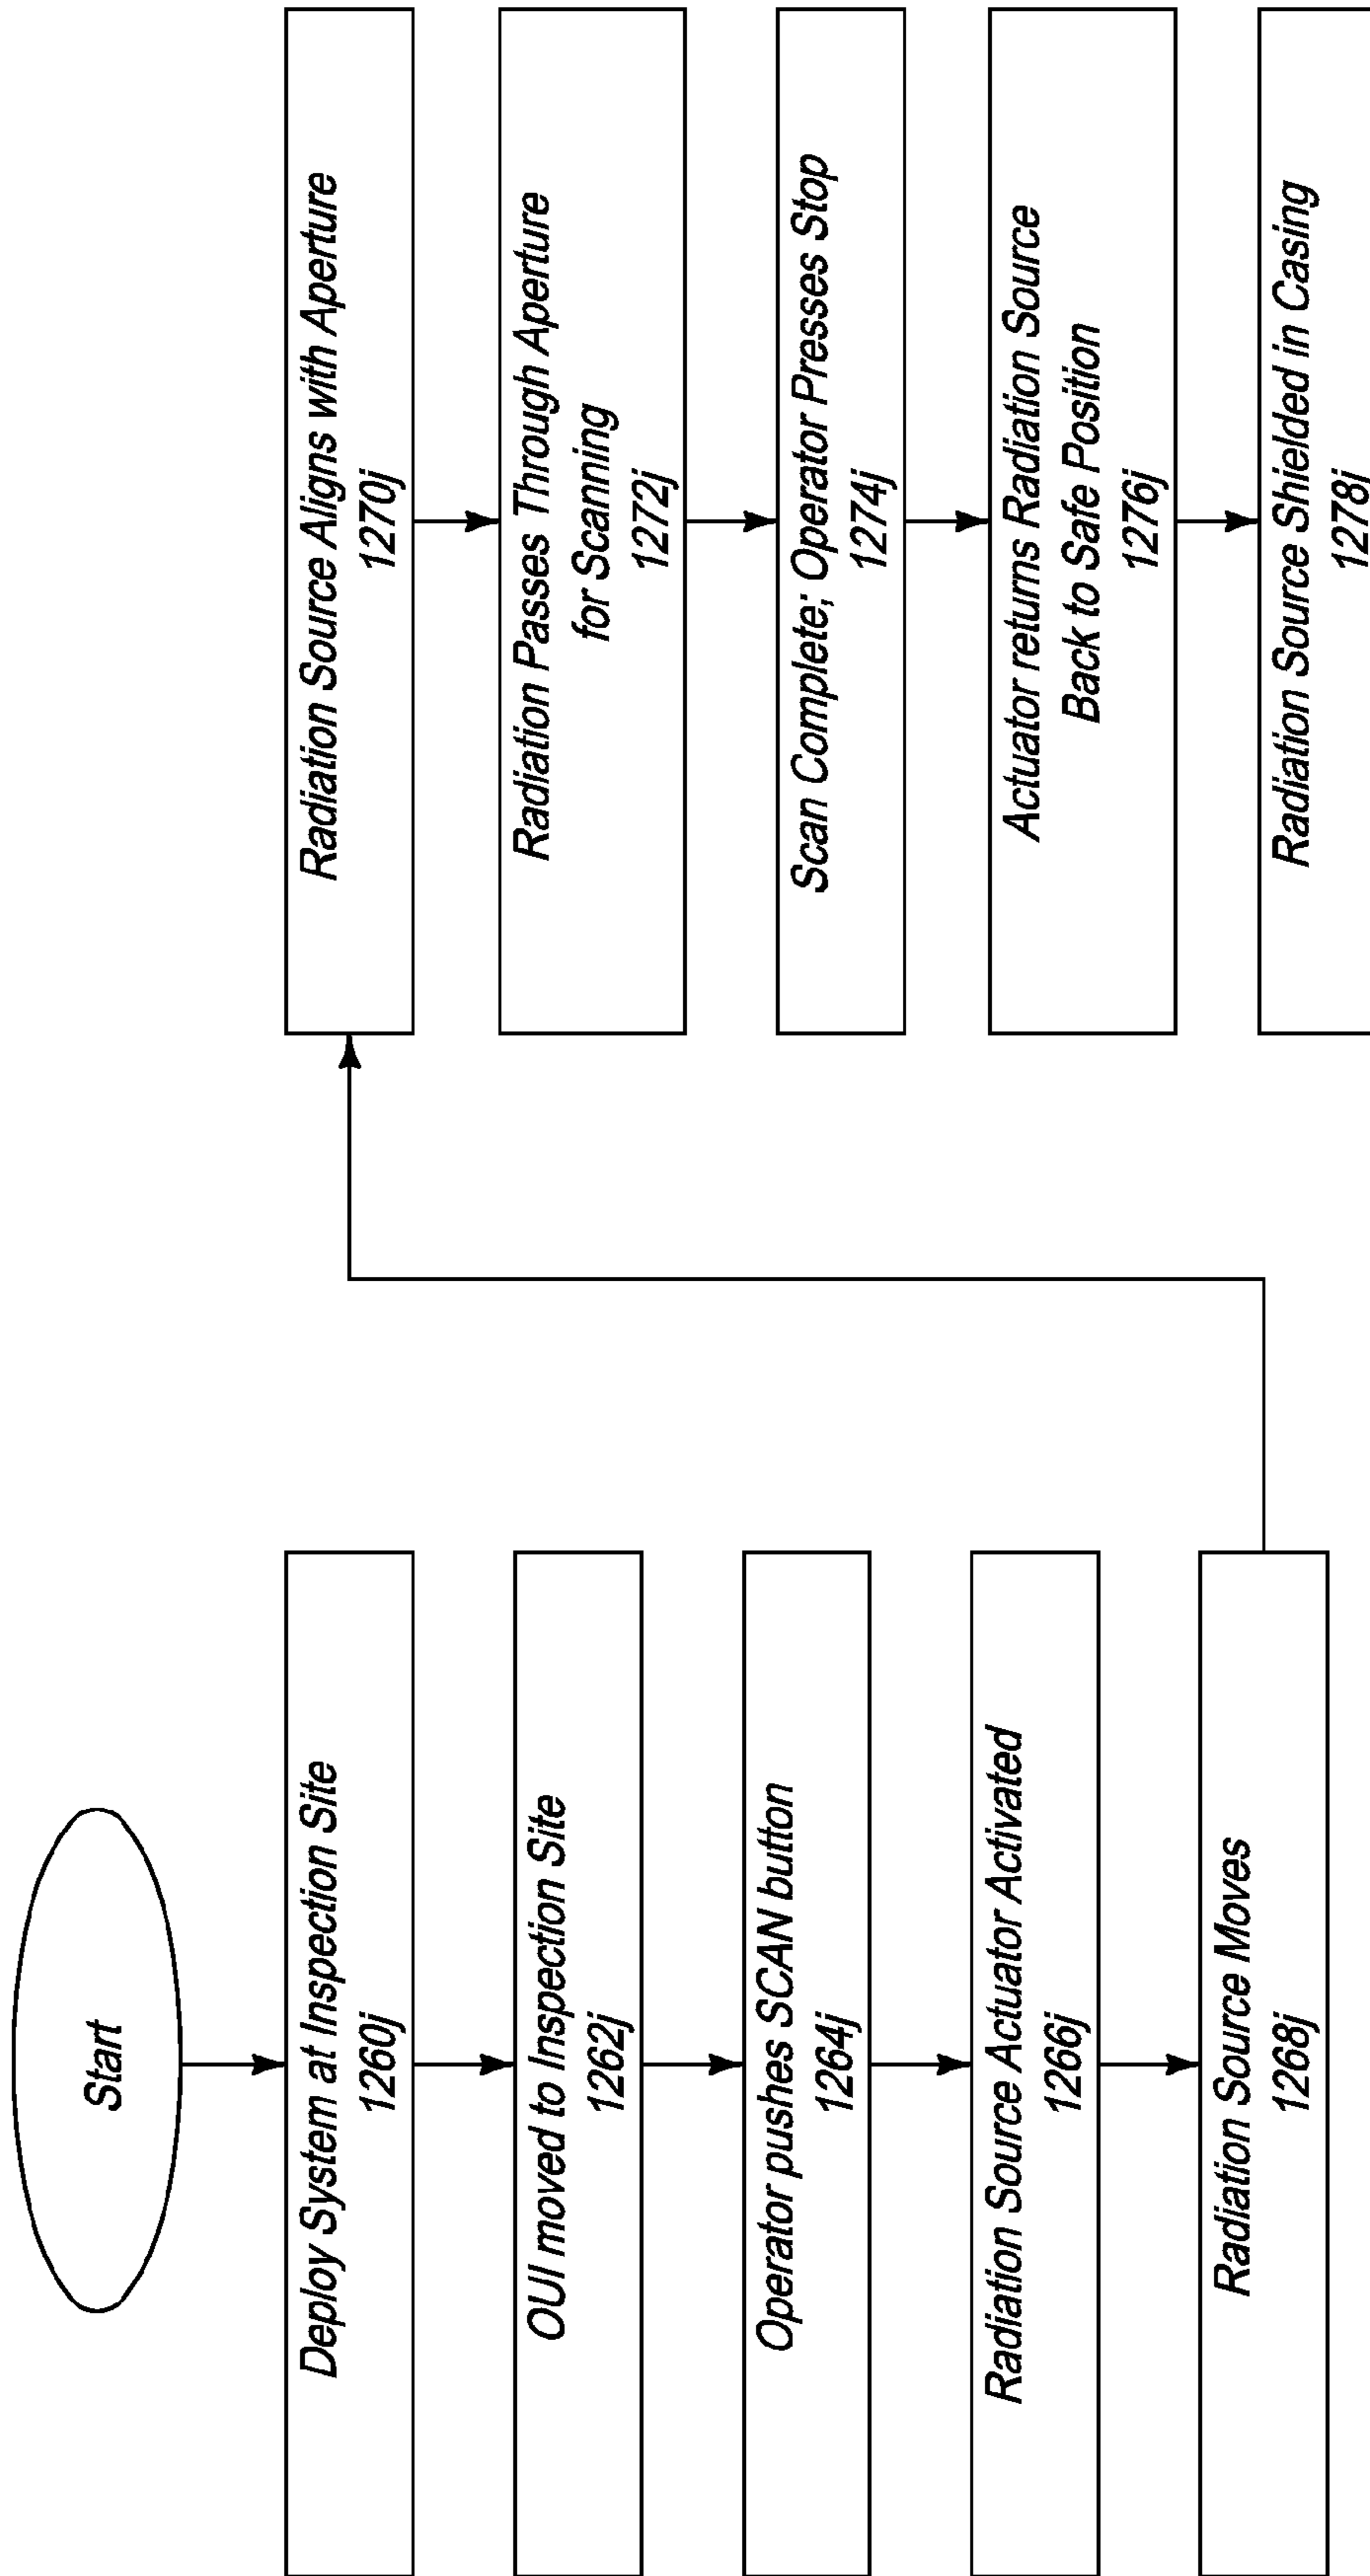 Start
Deploy System at Inspection Site
1260j
OUI moved to Inspection Site
1262j
Operator pushes SCAN button
1264j
Radiation Source Actuator Activated
1266j
Radiation Source Moves
1268j
Radiation Source Aligns with Aperture
1270j
Radiation Passes Through Aperture
for Scanning
1272j
Scan Complete; Operator Presses Stop
1274j
Actuator returns Radiation Source
Back to Safe Position
1276j
Radiation Source Shielded in Casing
1278j